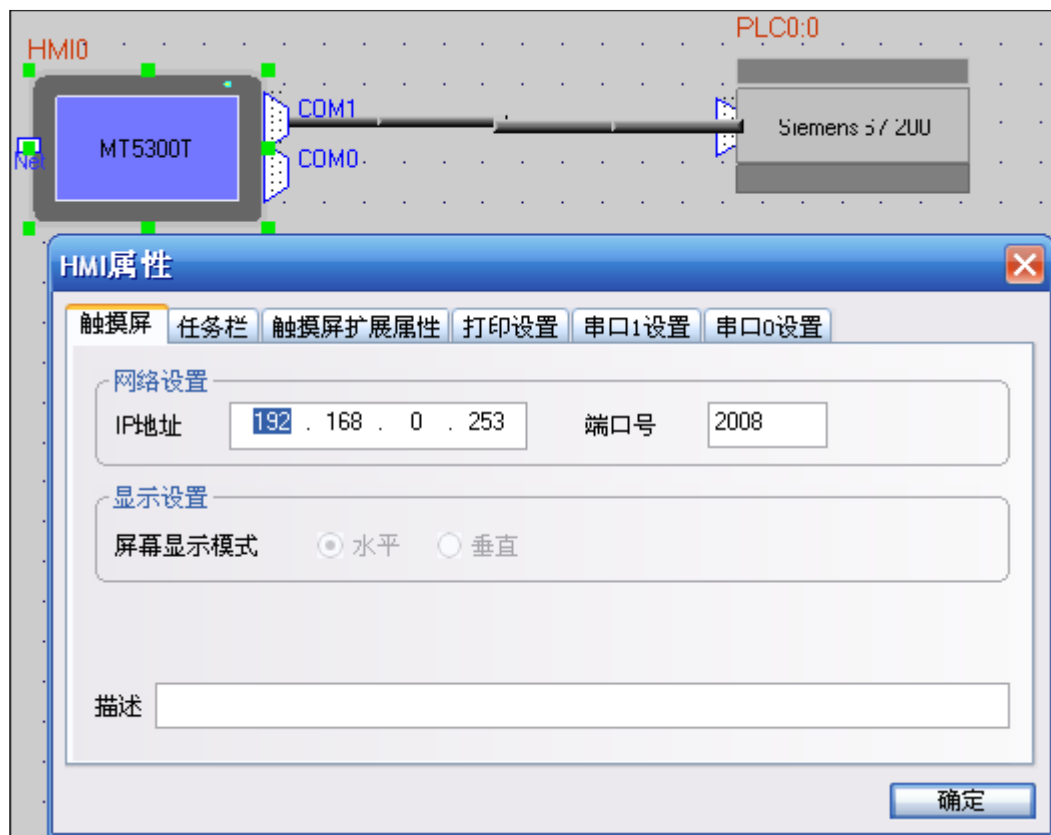 PLC0:0
HMI0
COM1
MT5300T
Siemens S7 200
COM0
Net
HMI属性
触摸屏 任务栏 触摸屏扩展属性 打印设置 串口1设置 串口0设置
网络设置
IP地址 192 . 168 . 0 . 253 端口号 2008
显示设置
屏幕显示模式 水平 垂直
描述
确定